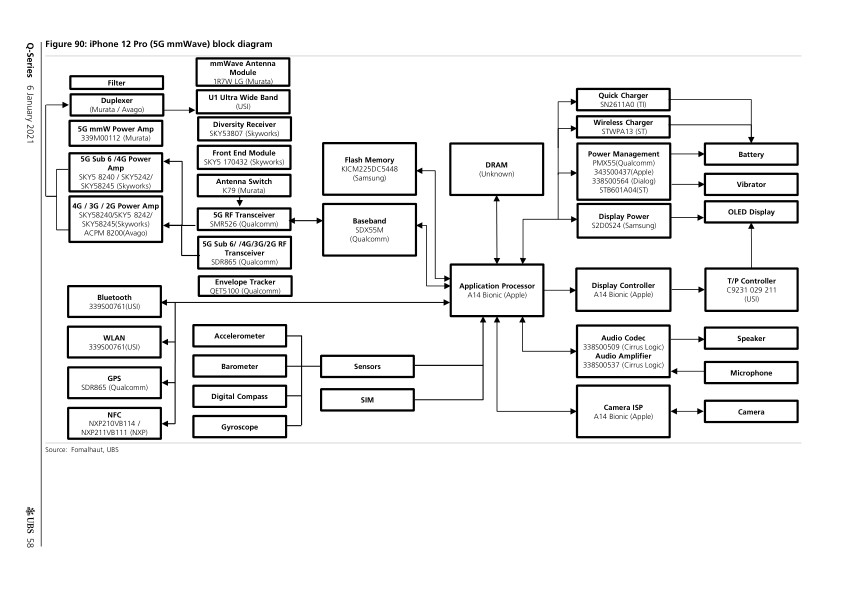 Figure 90: iPhone 12 Pro (5G mmWave) block diagram
Q-Series 6 January 2021
Filter
Duplexer
(Murata / Avago)
5G mmW Power Amp
339M00112 (Murata)
5G Sub 6 /4G Power
Amp
SKY5 8240 / SKY5242/
SKY58245 (Skyworks)
4G / 3G / 2G Power Amp
SKY58240/SKY5 8242/
SKY58245(Skyworks)
ACPM 8200(Avago)
mmWave Antenna
Module
1R7W LG (Murata)
U1 Ultra Wide Band
(USI)
Diversity Receiver
SKY53807 (Skyworks)
Front End Module
SKY5 170432 (Skyworks)
Antenna Switch
K79 (Murata)
5G RF Transceiver
SMR526 (Qualcomm)
5G Sub 6/ /4G/3G/2G RF
Transceiver
SDR865 (Qualcomm)
Envelope Tracker
QET5100 (Qualcomm)
Flash Memory
KICM225DC5448
(Samsung)
Baseband
SDX55M
(Qualcomm)
DRAM
(Unknown)
Application Processor
A14 Bionic (Apple)
Quick Charger
SN2611A0 (TI)
Wireless Charger
STWPA13 (ST)
Power Management
PMX55(Qualcomm)
343S00437(Apple)
338S00564 (Dialog)
STB601A04(ST)
Display Power
S2D0S24 (Samsung)
Battery
Vibrator
OLED Display
Display Controller
A14 Bionic (Apple)
T/P Controller
C9231 029 211
(USI)
Audio Codec
338S00509 (Cirrus Logic)
Audio Amplifier
338S00537 (Cirrus Logic)
Speaker
Microphone
Camera ISP
A14 Bionic (Apple)
Camera
Bluetooth
339S00761(USI)
WLAN
339S00761(USI)
GPS
SDR865 (Qualcomm)
NFC
NXP210VB114 /
NXP211VB111 (NXP)
Accelerometer
Barometer
Digital Compass
Gyroscope
Sensors
SIM
Source: Fomalhaut, UBS
UBS 58